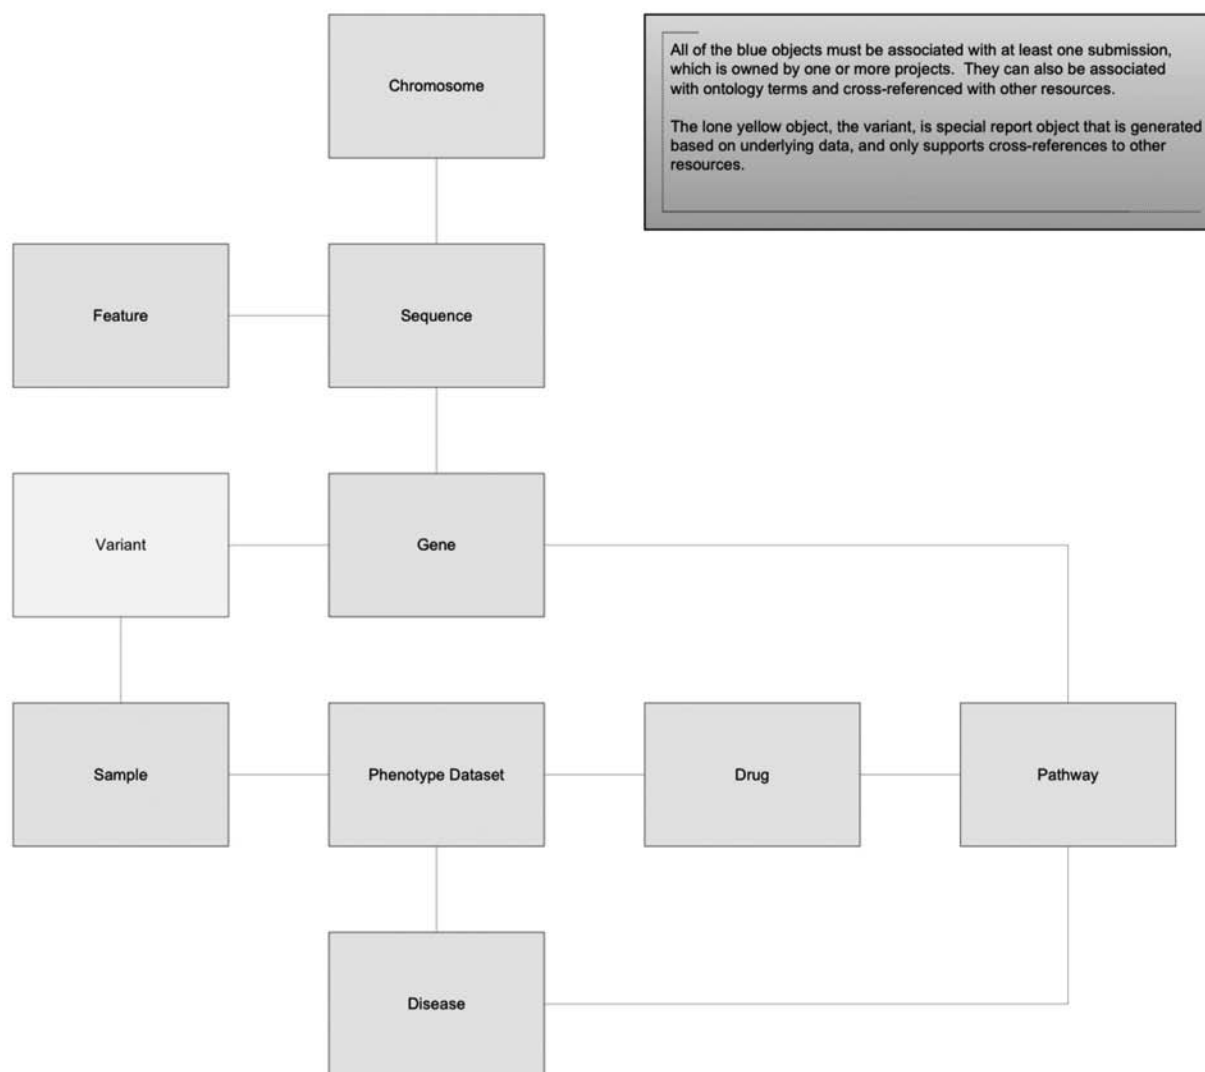 Chromosome
All of the blue objects must be associated with at least one submission,
which is owned by one or more projects.  They can also be associated
with ontology terms and cross-referenced with other resources.
The lone yellow object, the variant, is special report object that is generated
based on underlying data, and only supports cross-references to other
resources.
Feature
Sequence
Variant
Gene
Sample
Phenotype Dataset
Drug
Pathway
Disease